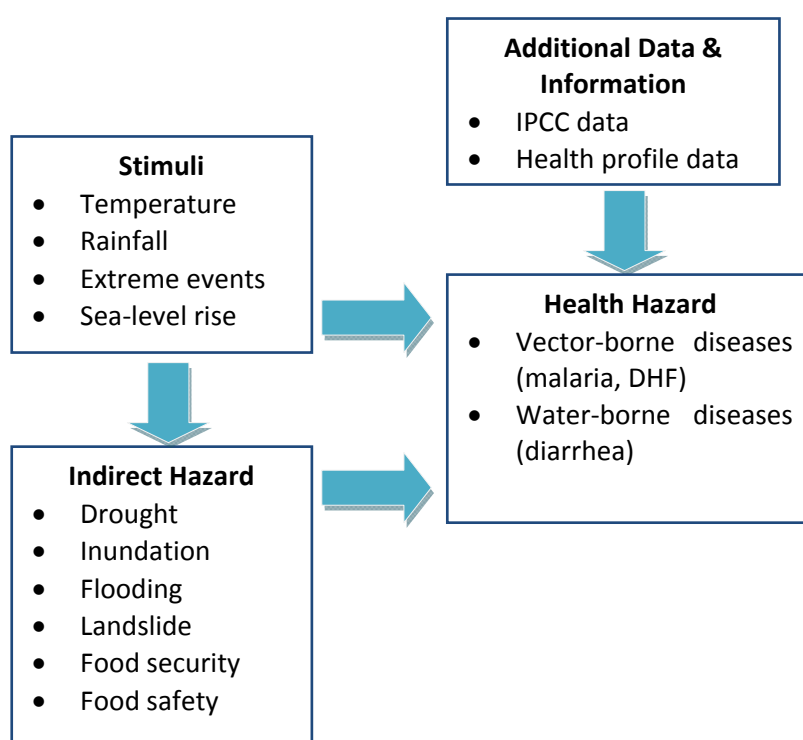 Additional Data &
Information
• IPCC data
• Health profile data
Stimuli
• Temperature
• Rainfall
• Extreme events
• Sea-level rise
Health Hazard
• Vector-borne diseases
(malaria, DHF)
• Water-borne diseases
(diarrhea)
Indirect Hazard
• Drought
• Inundation
• Flooding
• Landslide
• Food security
• Food safety